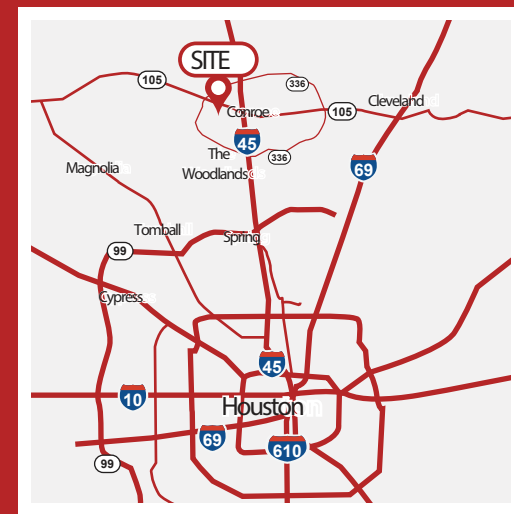 SITE
105
336
Cleveland
Conroe
105
45
The
Woodlands
336
69
Magnolia
Tomball
Spring
99
Cypress
45
10
Houston
69
610
99